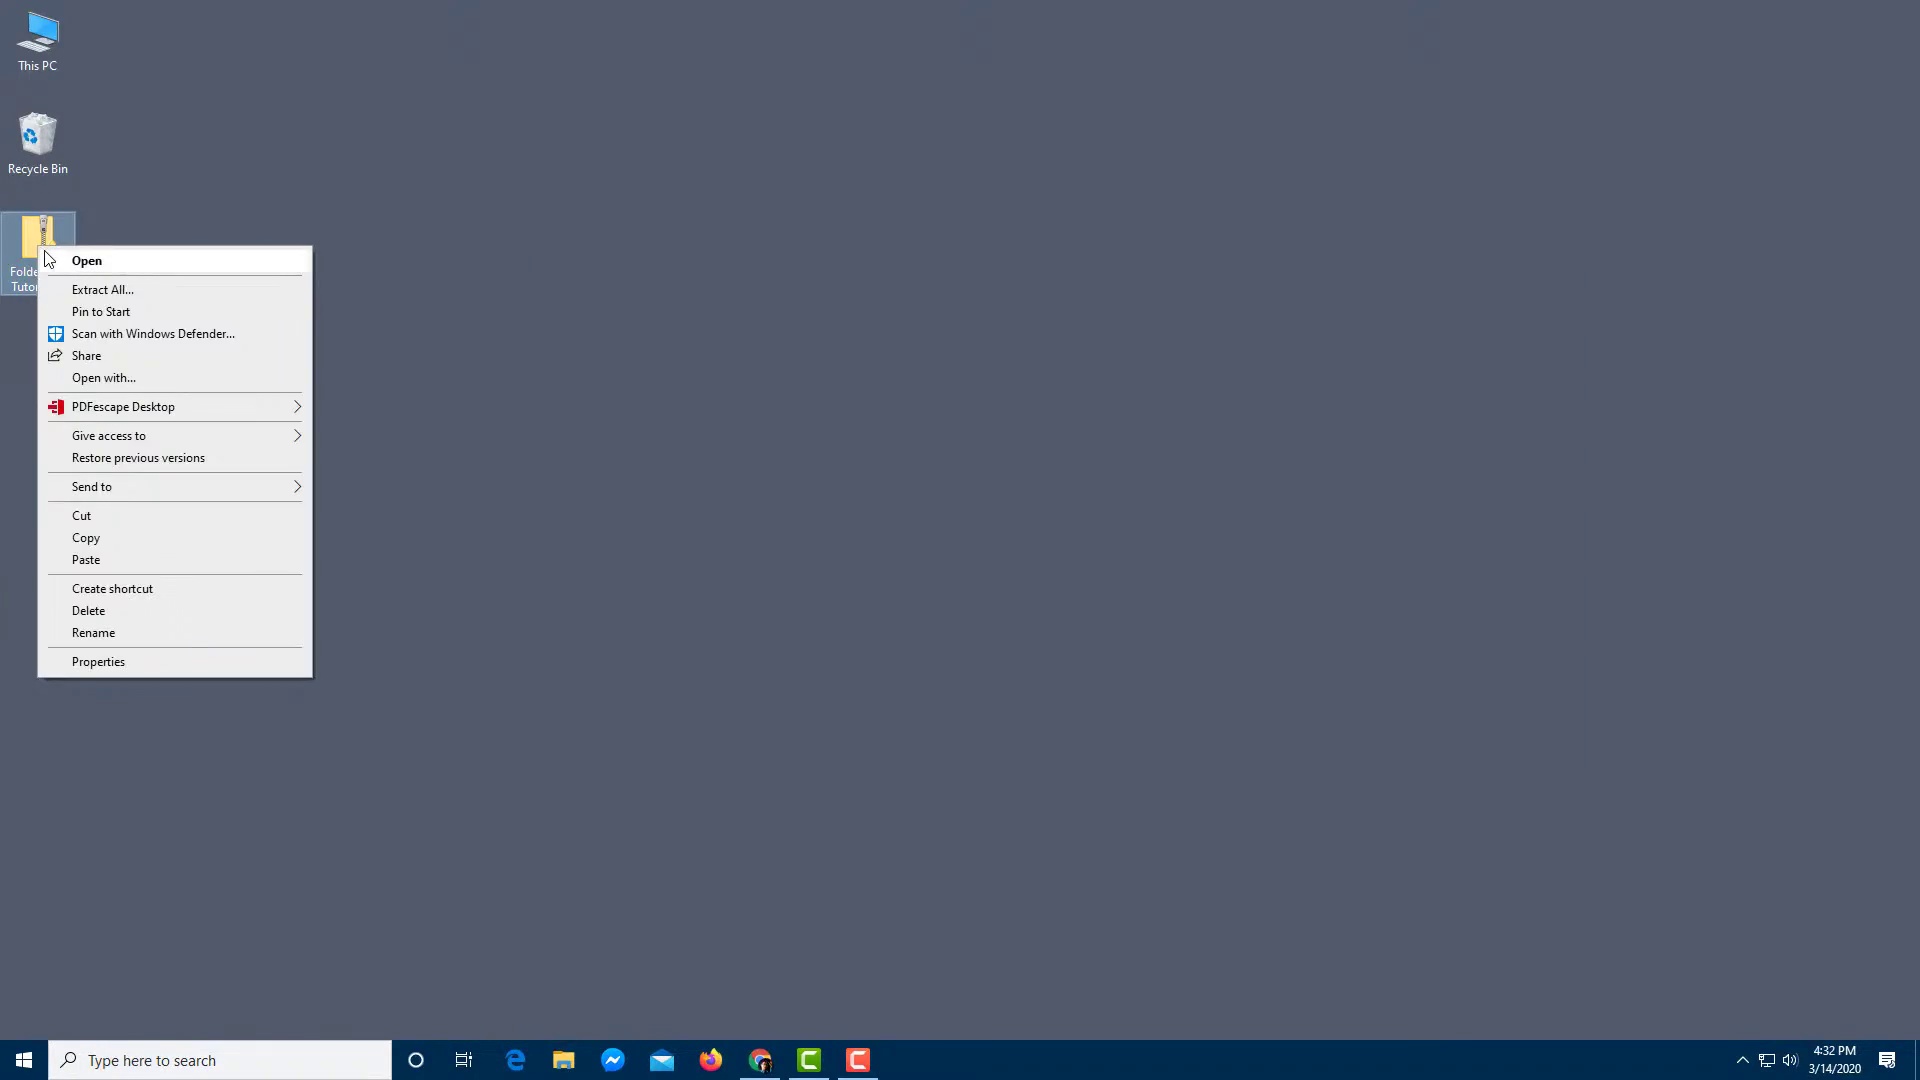 This PC
Recycle Bin
Open
Extract All...
Pin to Start
Scan with Windows Defender...
Share
Open with...
PDFescape Desktop
Give access to
Restore previous versions
Send to
Cut
Copy
Paste
Create shortcut
Delete
Rename
Properties
Type here to search
4:32 PM
3/14/2020